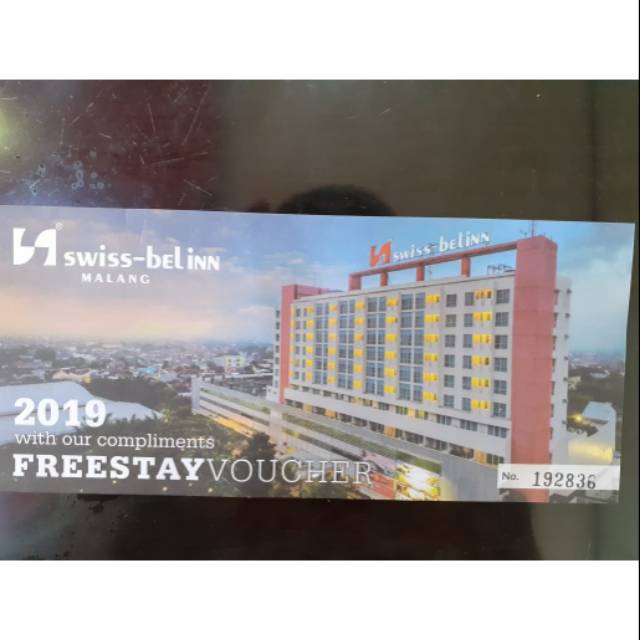 swiss-belinn
MALANG
swiss-belinn
2019
with our compliments
FREESTAYVOUCHER
No. 192836